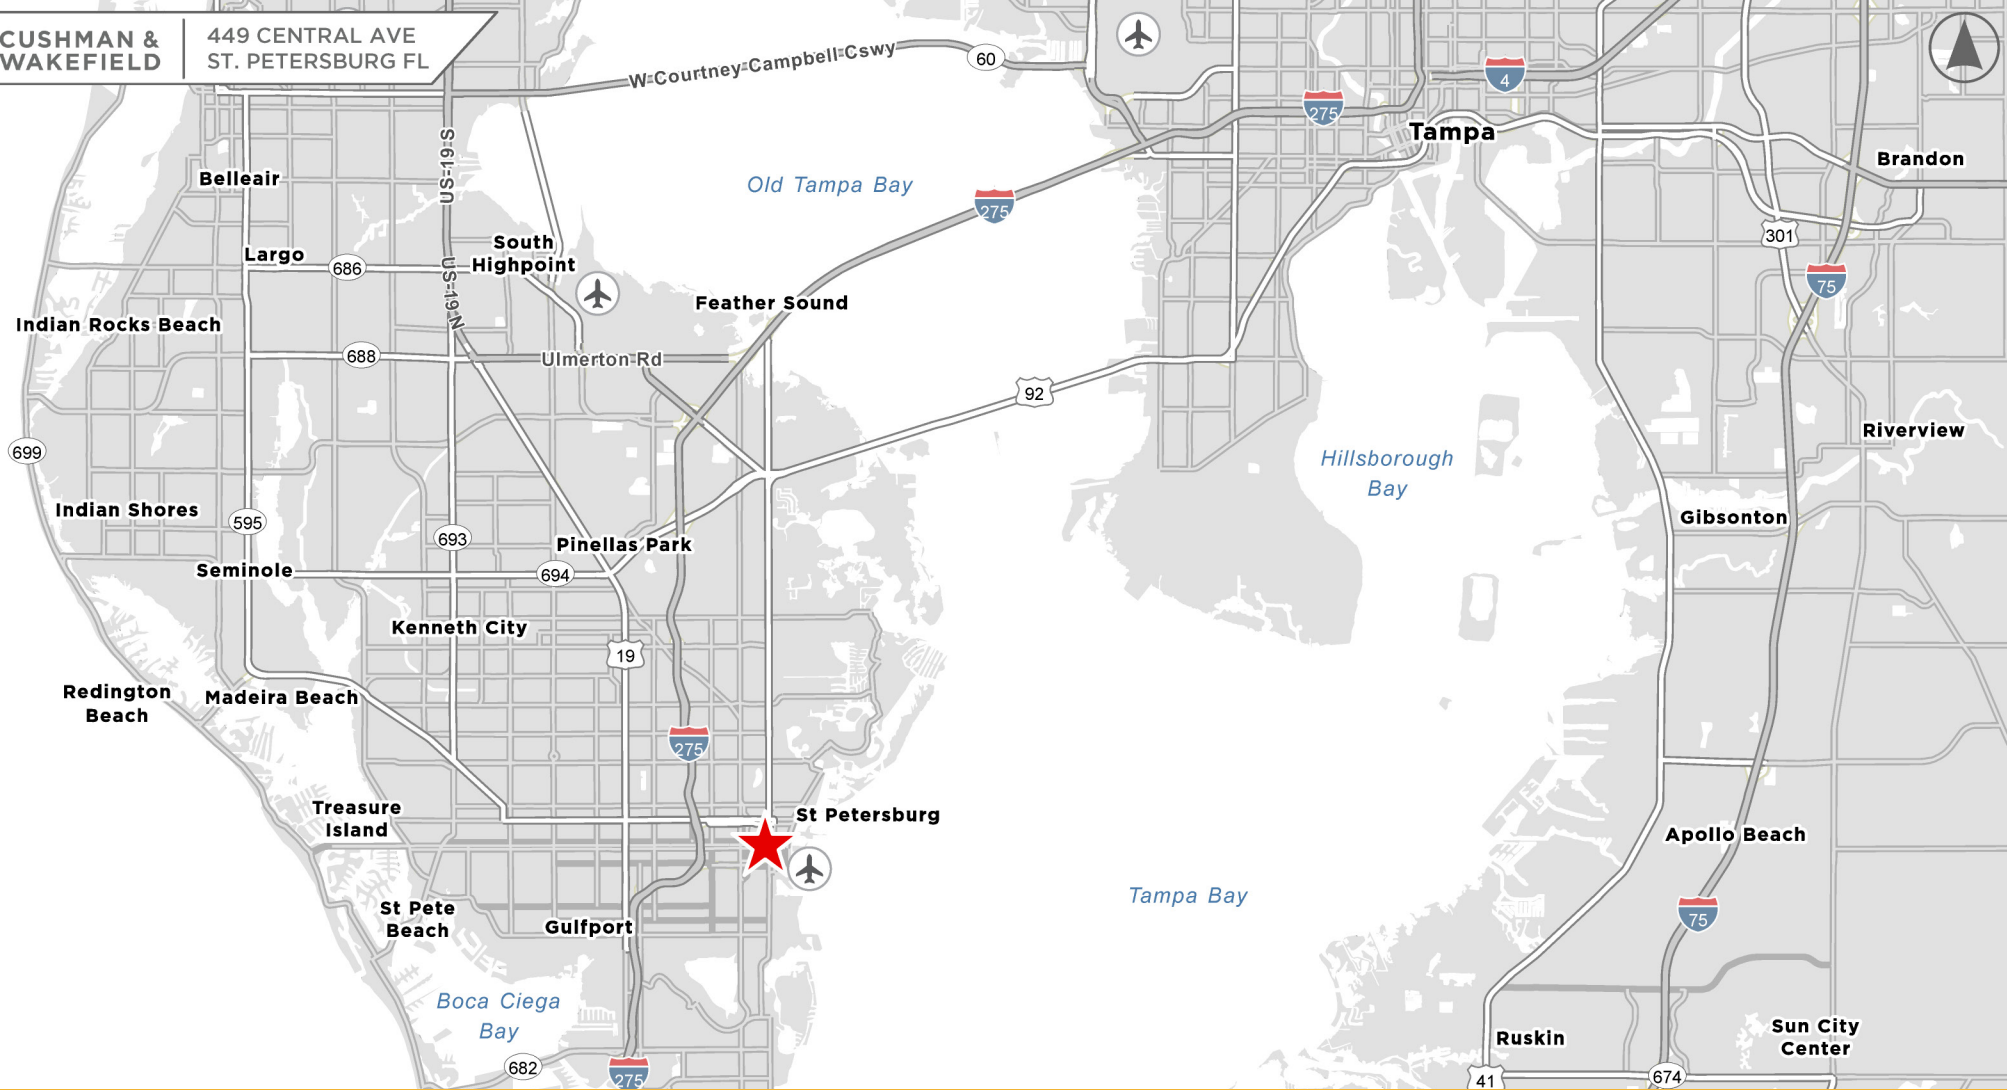 CUSHMAN &
WAKEFIELD
449 CENTRAL AVE
ST. PETERSBURG FL
W Courtney Campbell Cswy
60
4
275
Tampa
Brandon
US-19 S
Belleair
Old Tampa Bay
275
301
Largo
686
South
Highpoint
US-19 N
75
Feather Sound
Indian Rocks Beach
688
Ulmerton Rd
92
Riverview
699
Hillsborough
Bay
Indian Shores
595
693
Gibsonton
Pinellas Park
Seminole
694
Kenneth City
19
Redington
Beach
Madeira Beach
275
Treasure
Island
St Petersburg
Apollo Beach
Tampa Bay
St Pete
Beach
Gulfport
75
Boca Ciega
Bay
Ruskin
Sun City
Center
682
275
41
674